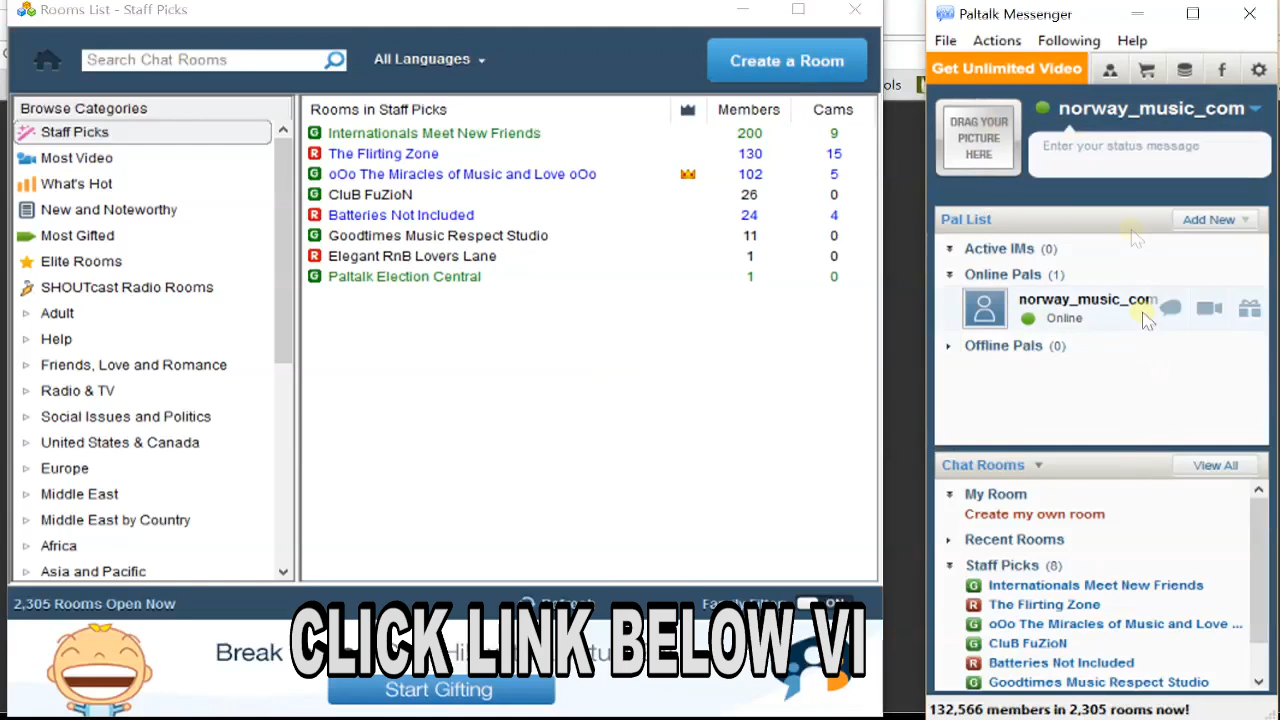 Rooms List - Staff Picks
Search Chat Rooms
All Languages
Create a Room
Browse Categories
Staff Picks
Most Video
What's Hot
New and Noteworthy
Most Gifted
Elite Rooms
SHOUTcast Radio Rooms
Adult
Help
Friends, Love and Romance
Radio & TV
Social Issues and Politics
United States & Canada
Europe
Middle East
Middle East by Country
Africa
Asia and Pacific
Rooms in Staff Picks Members Cams
G Internationals Meet New Friends 200 9
R The Flirting Zone 130 15
G oOo The Miracles of Music and Love oOo 102 5
G CluB FuZioN 26 0
R Batteries Not Included 24 4
G Goodtimes Music Respect Studio 11 0
R Elegant RnB Lovers Lane 1 0
G Paltalk Election Central 1 0
2,305 Rooms Open Now
Refresh
Family Filter ON
Break
CLICK LINK BELOW VI
Start Gifting
Paltalk Messenger
File Actions Following Help
Get Unlimited Video
f
DRAG YOUR
PICTURE
HERE
norway_music_com
Enter your status message
Pal List
Add New
Active IMs (0)
Online Pals (1)
norway_music_com
Online
Offline Pals (0)
Chat Rooms
View All
My Room
Create my own room
Recent Rooms
Staff Picks (8)
G Internationals Meet New Friends
R The Flirting Zone
G oOo The Miracles of Music and Love ...
G CluB FuZioN
R Batteries Not Included
G Goodtimes Music Respect Studio
132,566 members in 2,305 rooms now!
ols